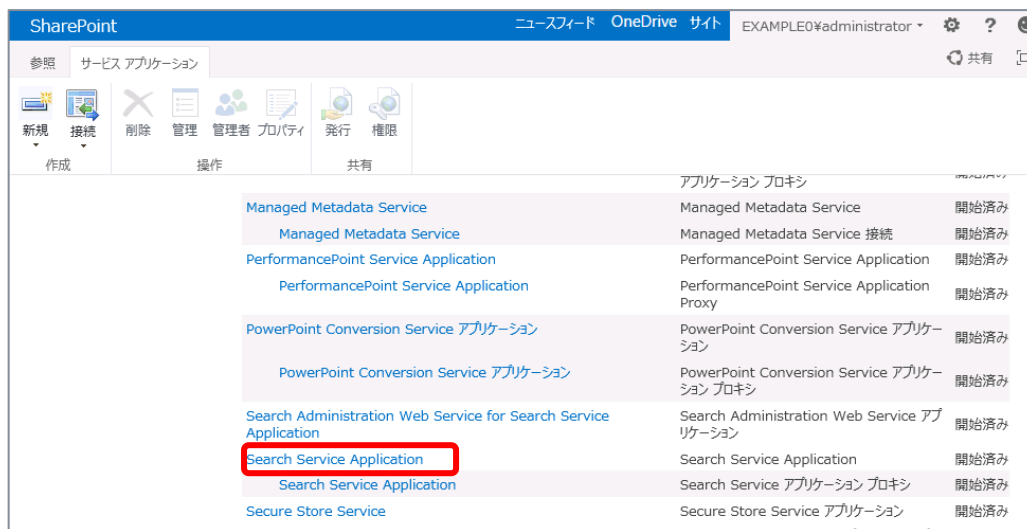 SharePoint
ニュースフィード OneDrive サイト EXAMPLE0¥administrator ?
参照 サービス アプリケーション 共有
新規 接続 削除 管理 管理者 プロパティ 発行 権限
作成 操作 共有
アプリケーション プロキシ
Managed Metadata Service Managed Metadata Service 開始済み
Managed Metadata Service Managed Metadata Service 接続 開始済み
PerformancePoint Service Application PerformancePoint Service Application 開始済み
PerformancePoint Service Application PerformancePoint Service Application
Proxy 開始済み
PowerPoint Conversion Service アプリケーション PowerPoint Conversion Service アプリケー
ション 開始済み
PowerPoint Conversion Service アプリケーション PowerPoint Conversion Service アプリケー
ション プロキシ 開始済み
Search Administration Web Service for Search Service
Application
Search Administration Web Service アプ
リケーション 開始済み
Search Service Application Search Service Application 開始済み
Search Service Application Search Service アプリケーション プロキシ 開始済み
Secure Store Service Secure Store Service アプリケーション 開始済み